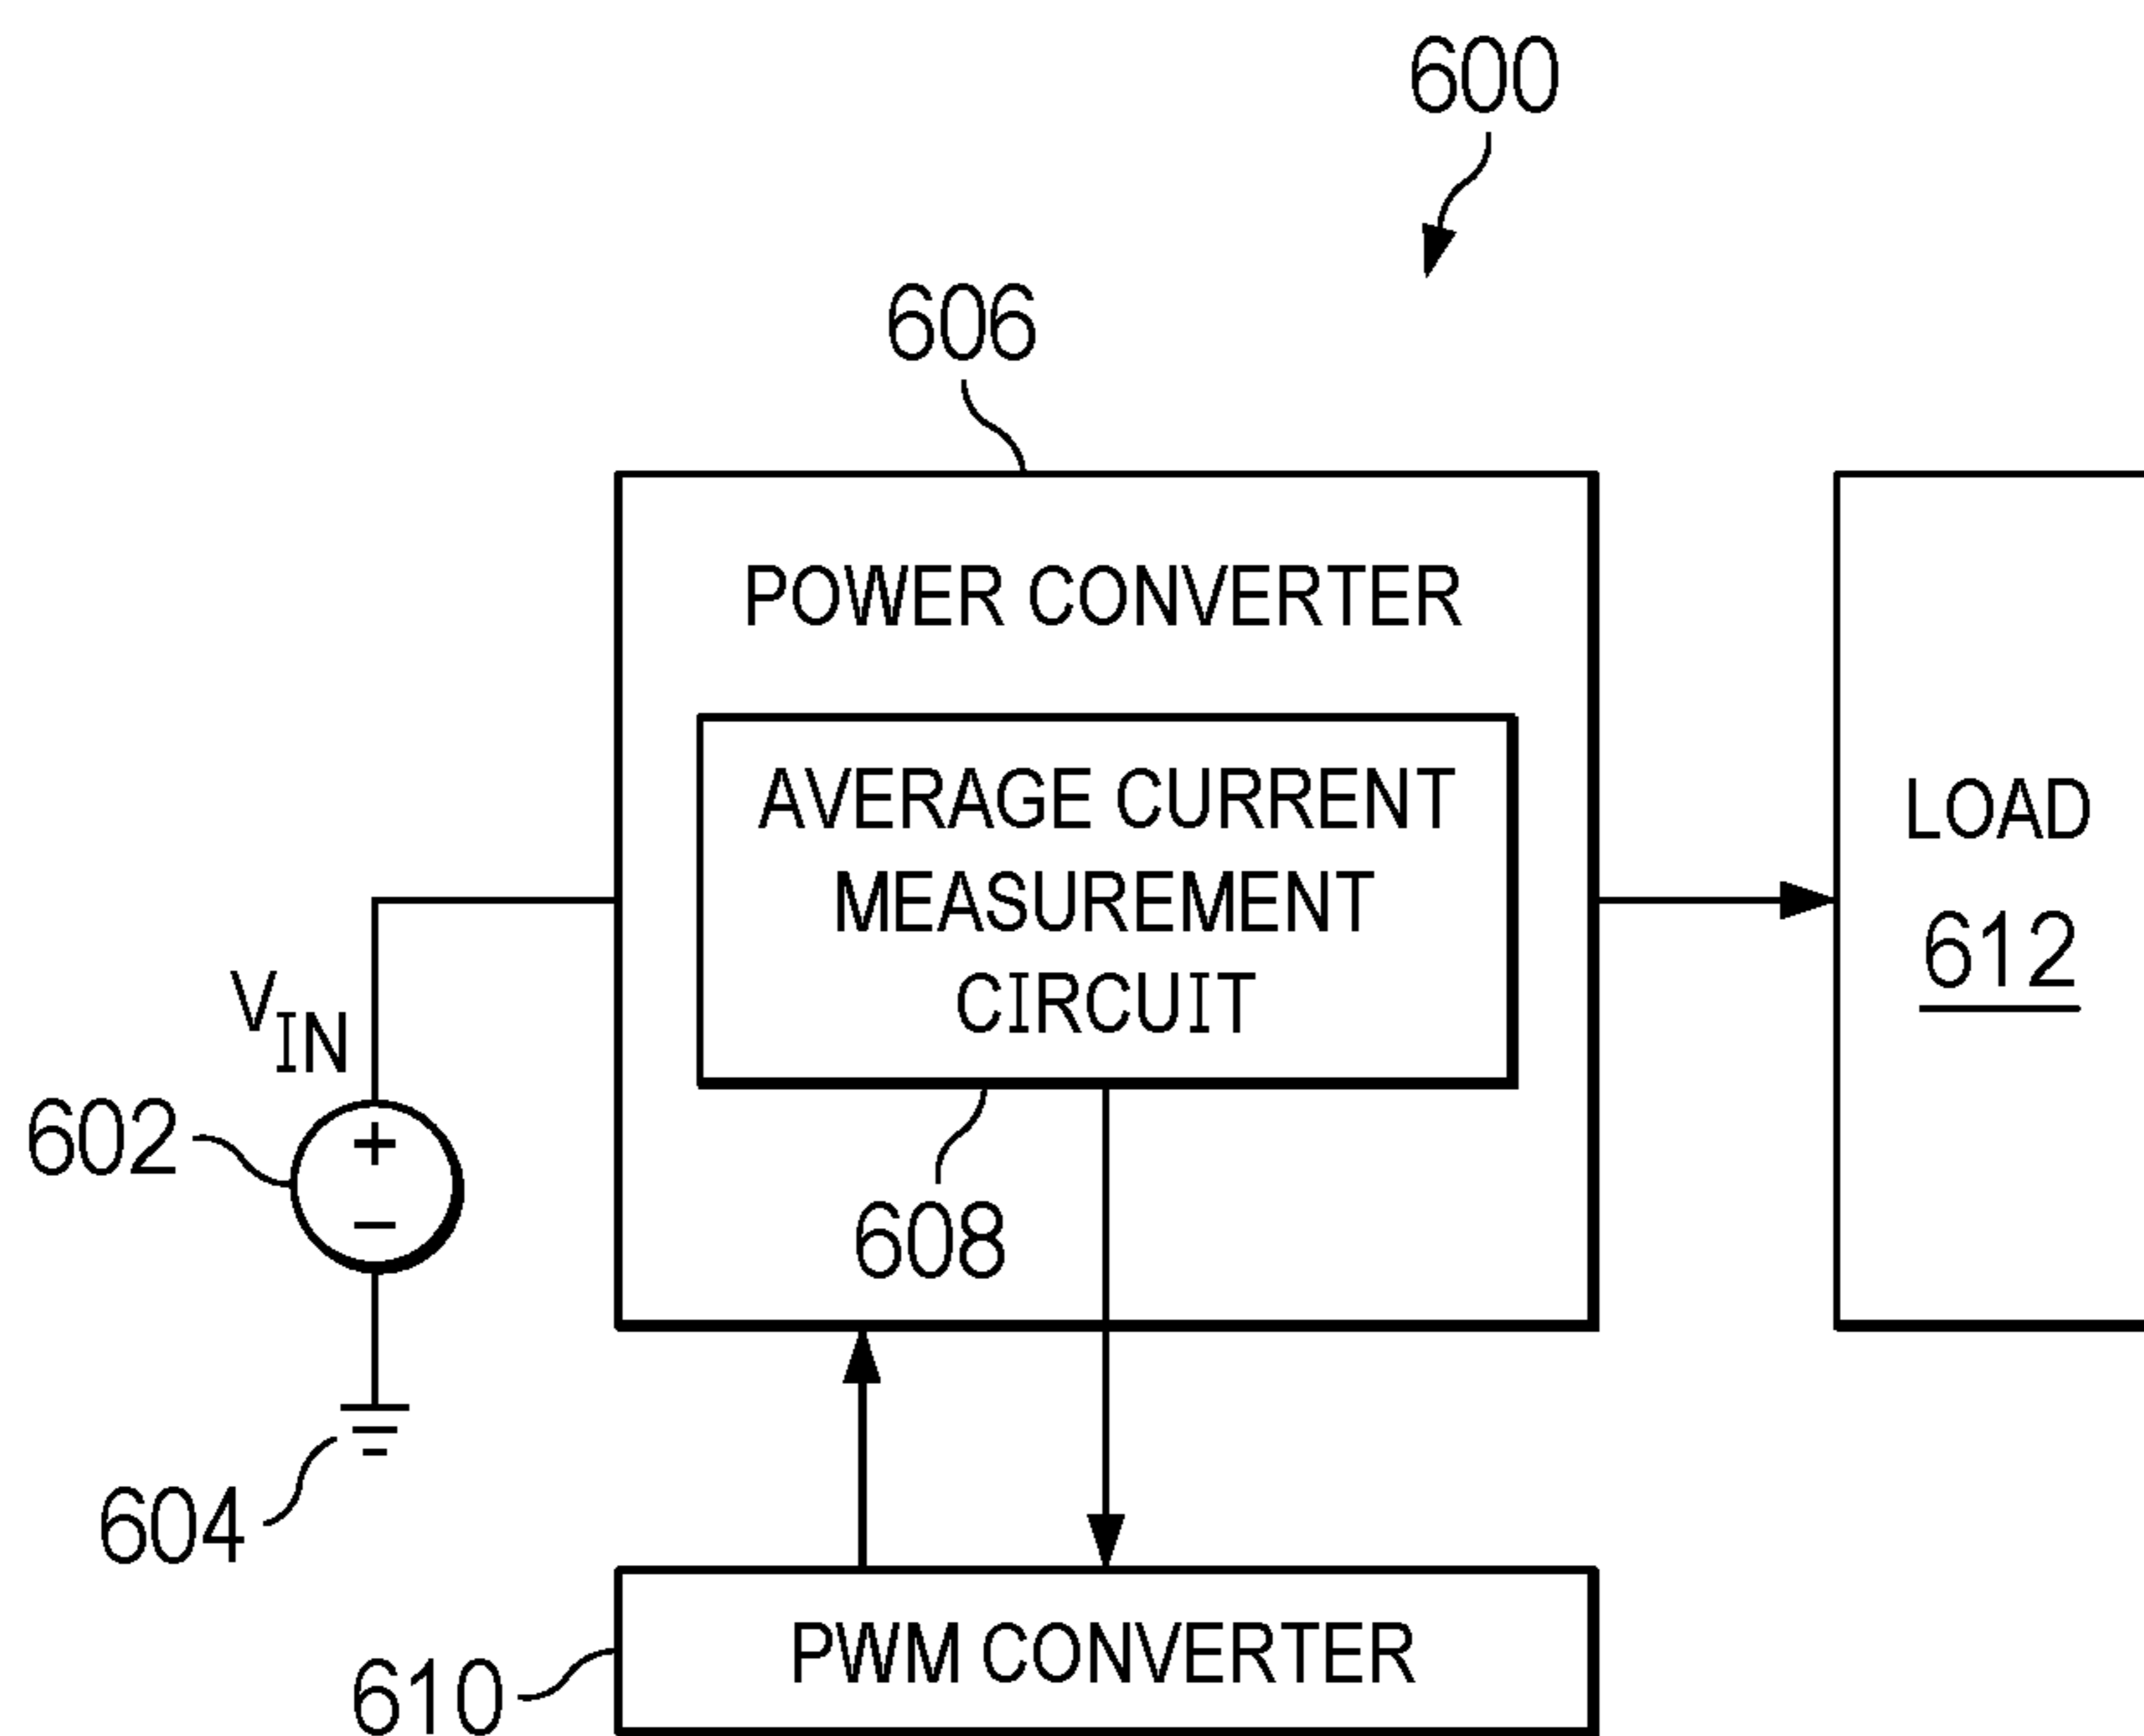 600
606
POWER CONVERTER
AVERAGE CURRENT
MEASUREMENT
CIRCUIT
LOAD
612
VIN
602
+
−
608
604
PWM CONVERTER
610